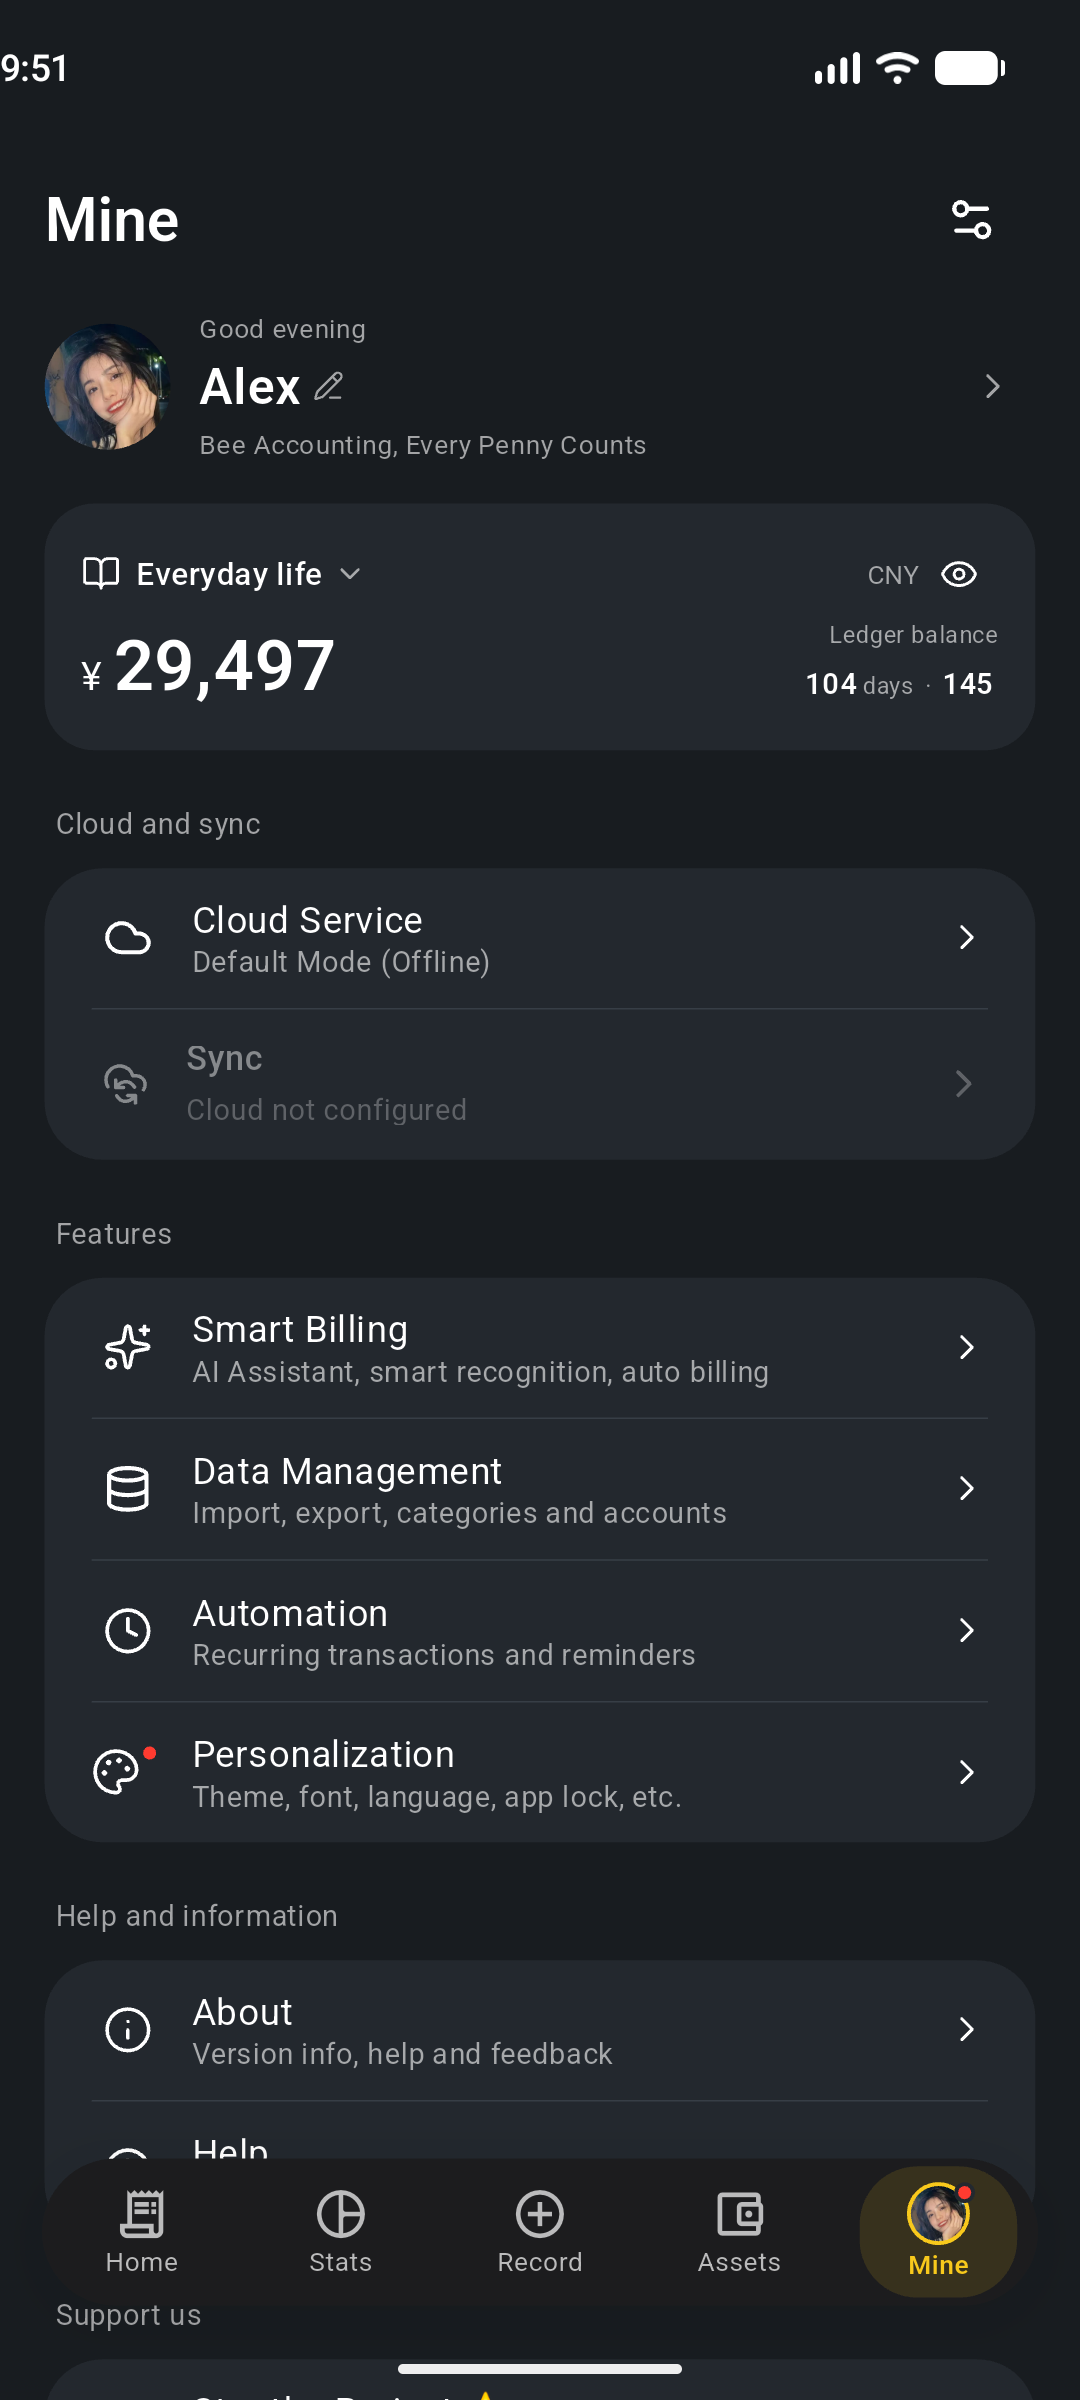 9:51
Mine
Good evening
Alex
Bee Accounting, Every Penny Counts
Everyday life
CNY
Ledger balance
¥ 29,497
104 days · 145
Cloud and sync
Cloud Service
Default Mode (Offline)
Sync
Cloud not configured
Features
Smart Billing
AI Assistant, smart recognition, auto billing
Data Management
Import, export, categories and accounts
Automation
Recurring transactions and reminders
Personalization
Theme, font, language, app lock, etc.
Help and information
About
Version info, help and feedback
Help
Home
Stats
Record
Assets
Mine
Support us